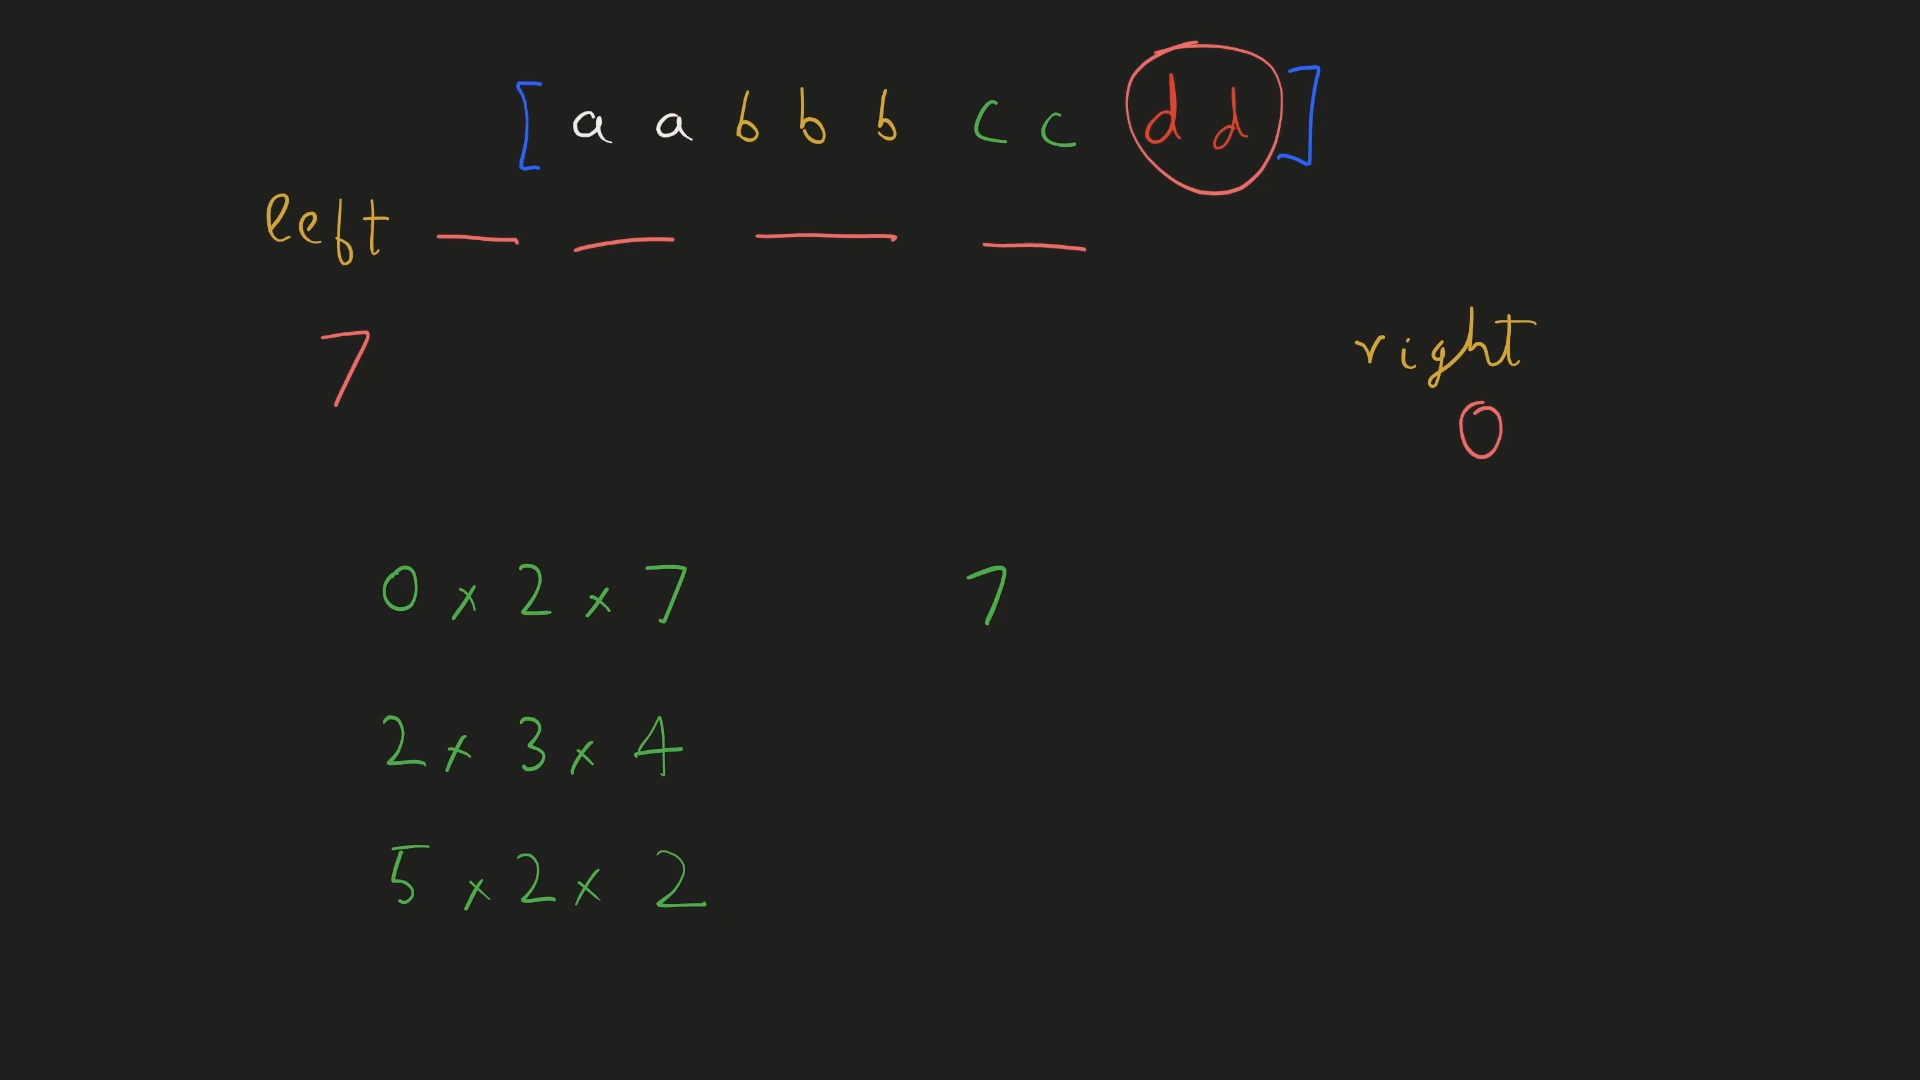 [ a a b b b c c d d ]
left
7
right
0
0 x 2 x 7 7
2 x 3 x 4
5 x 2 x 2